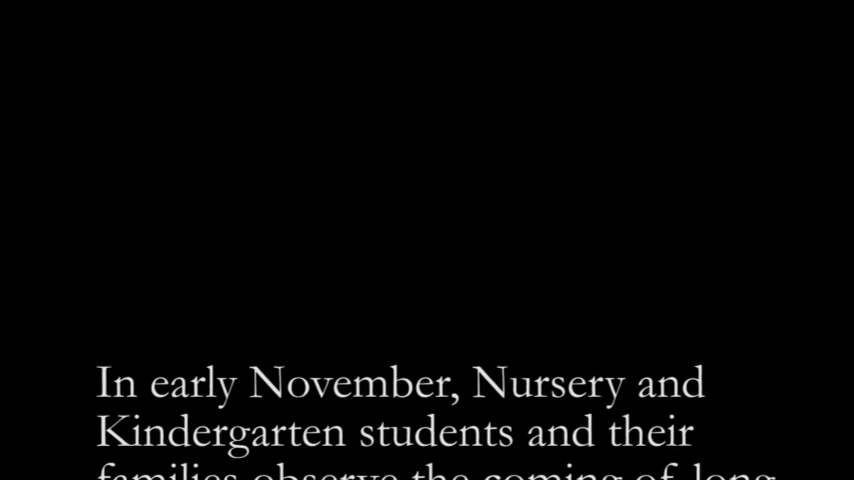 In early November, Nursery and
Kindergarten students and their
families observe the coming of long